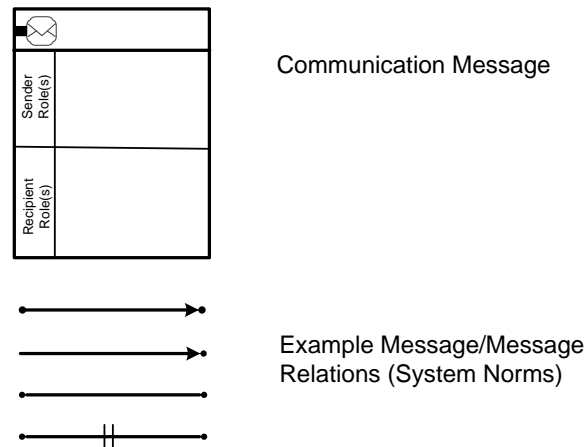 Communication Message
Sender
Role(s)
Recipient
Role(s)
Example Message/Message
Relations (System Norms)